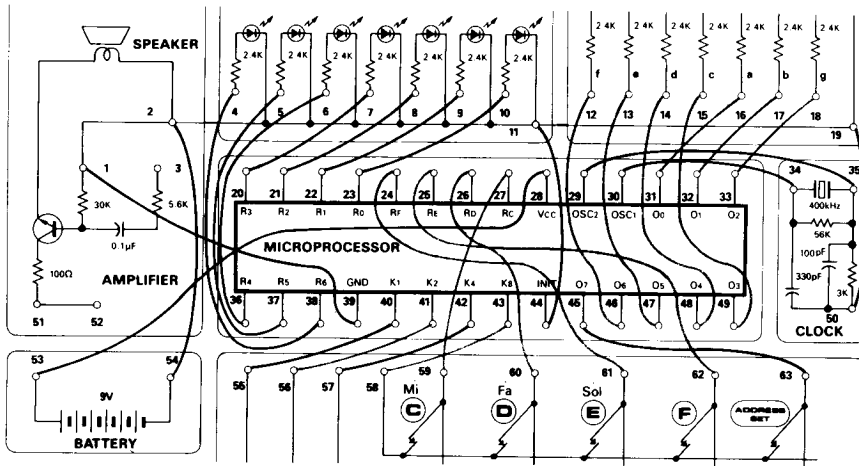 SPEAKER
2.4K 2.4K 2.4K 2.4K 2.4K 2.4K 2.4K
2.4K 2.4K 2.4K 2.4K 2.4K 2.4K
f e d c a b g
2 4 5 6 7 8 9 10 11 12 13 14 15 16 17 18 19
1 3
30K 5.6K
0.1μF
100Ω
AMPLIFIER
51 52
20 21 22 23 24 25 26 27 28 29 30 31 32 33
R3 R2 R1 R0 RF RE RD RC VCC OSC2 OSC1 O0 O1 O2
MICROPROCESSOR
R4 R5 R6 GND K1 K2 K4 K8 INIT O7 O6 O5 O4 O3
36 37 38 39 40 41 42 43 44 45 46 47 48 49
34 35
400kHz
56K
100pF
330pF
3K
50
CLOCK
53 54
9V
BATTERY
55 56 57 58 59 60 61 62 63
Mi Fa Sol
C D E F ADDRESS SET